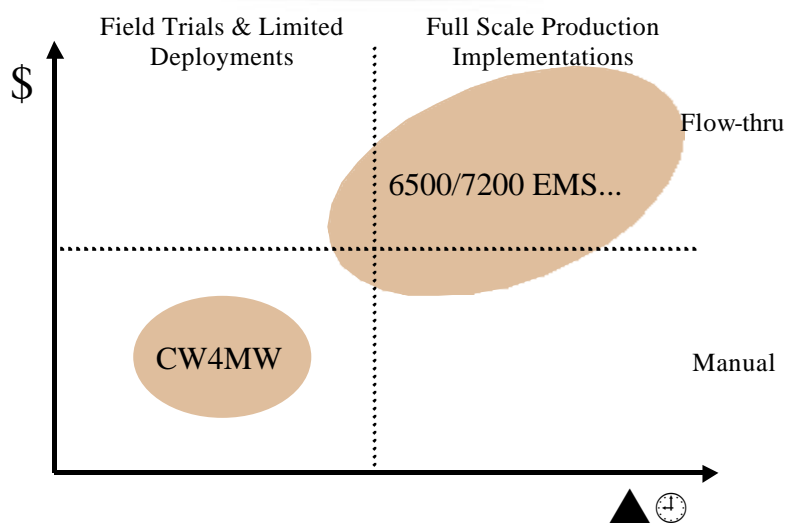 Field Trials & Limited
Deployments
Full Scale Production
Implementations
$
Flow-thru
6500/7200 EMS...
CW4MW
Manual